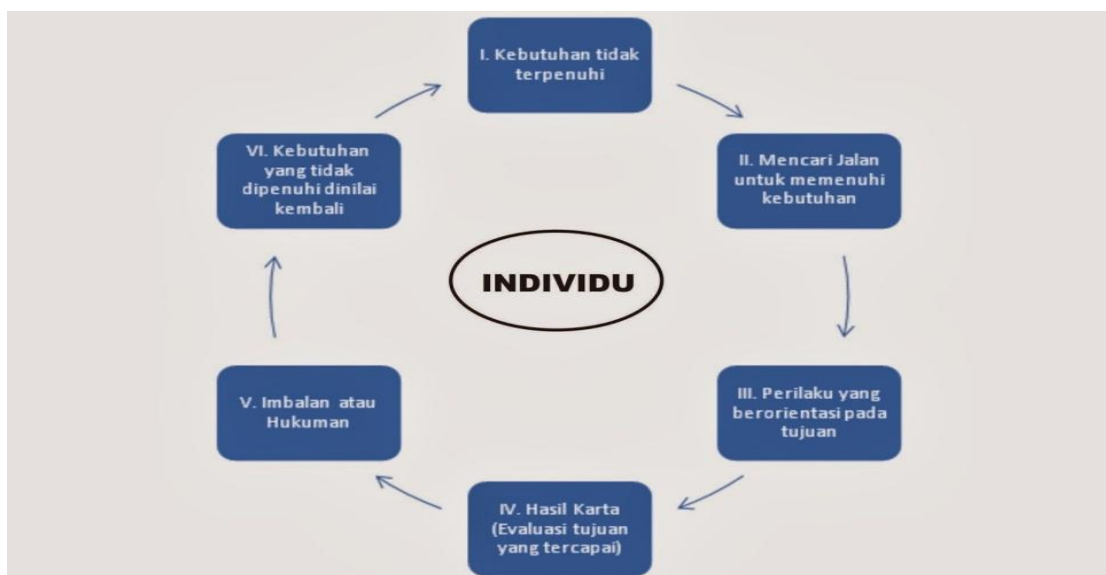 I. Kebutuhan tidak
terpenuhi
II. Mencari Jalan
untuk memenuhi
kebutuhan
III. Perilaku yang
berorientasi pada
tujuan
IV. Hasil Karta
(Evaluasi tujuan
yang tercapai)
V. Imbalan atau
Hukuman
VI. Kebutuhan
yang tidak
dipenuhi dinilai
kembali
INDIVIDU